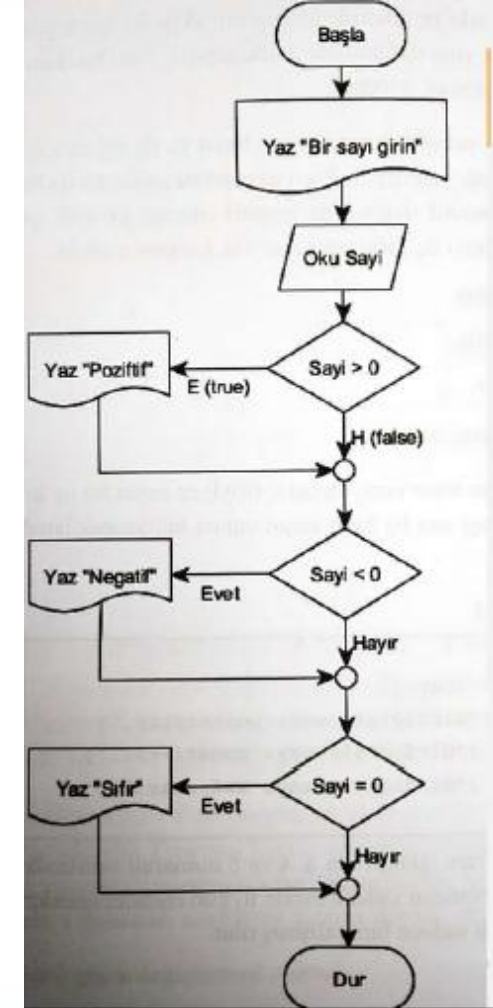 Başla
Yaz "Bir sayı girin"
Oku Sayi
Sayi > 0
Yaz "Poziftif"
E (true)
H (false)
Sayi < 0
Yaz "Negatif"
Evet
Hayır
Sayi = 0
Yaz "Sıfır"
Evet
Hayır
Dur